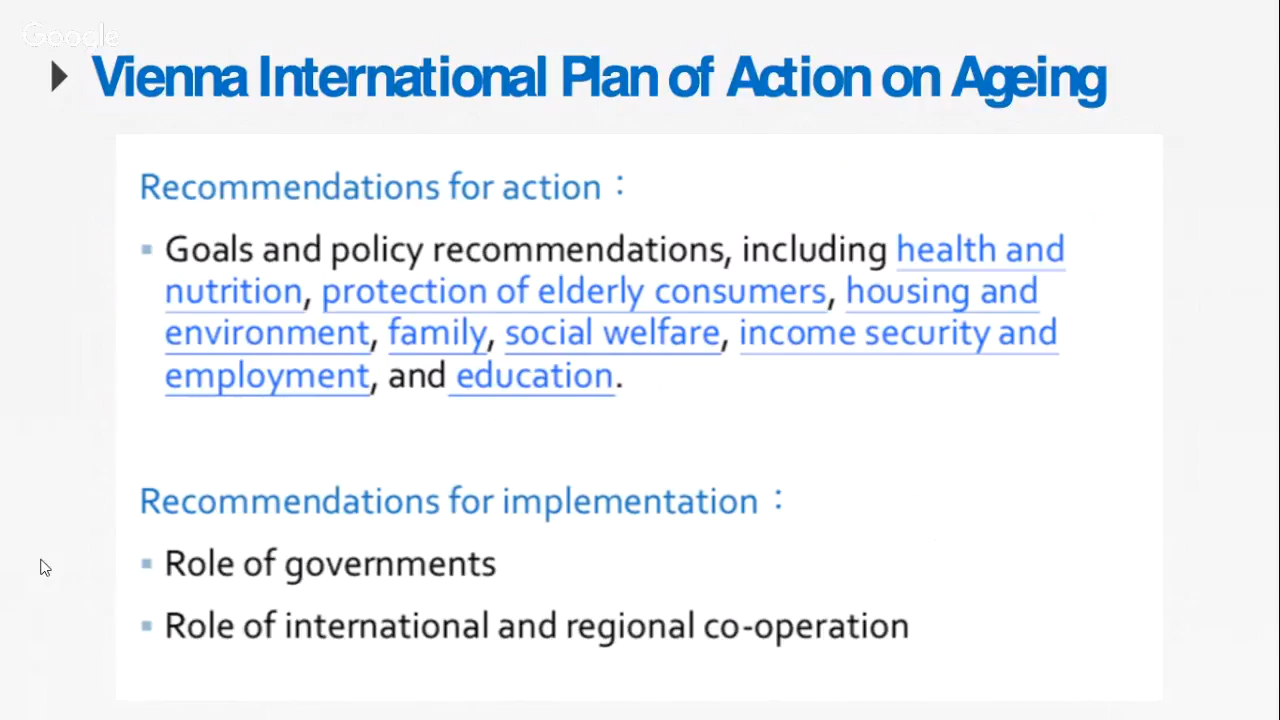 Google
Vienna International Plan of Action on Ageing
Recommendations for action：
Goals and policy recommendations, including health and
nutrition, protection of elderly consumers, housing and
environment, family, social welfare, income security and
employment, and education.
Recommendations for implementation：
Role of governments
Role of international and regional co-operation